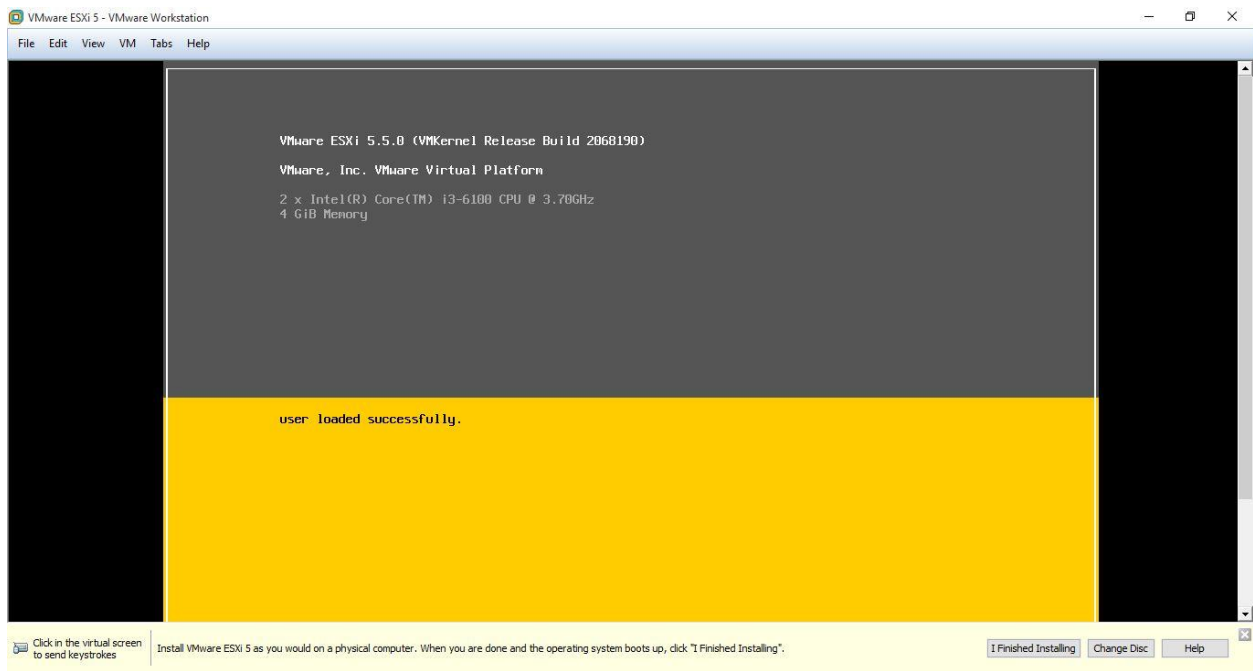 VMware ESXi 5 - VMware Workstation
File Edit View VM Tabs Help
VMware ESXi 5.5.0 (VMKernel Release Build 2068190)
VMware, Inc. VMware Virtual Platform
2 x Intel(R) Core(TM) i3-6100 CPU @ 3.70GHz
4 GiB Memory
user loaded successfully.
Click in the virtual screen
to send keystrokes
Install VMware ESXi 5 as you would on a physical computer. When you are done and the operating system boots up, click "I Finished Installing".
I Finished Installing
Change Disc
Help